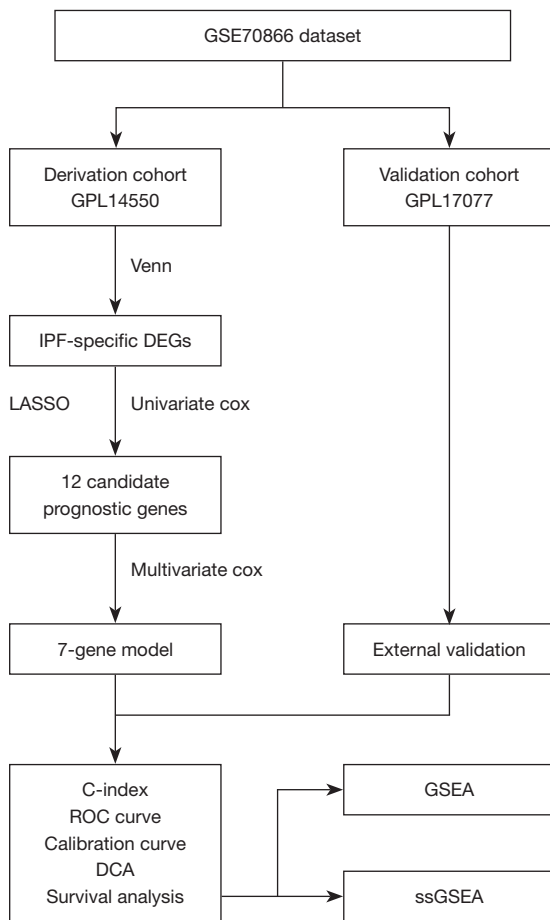 GSE70866 dataset
Derivation cohort
GPL14550
Validation cohort
GPL17077
Venn
IPF-specific DEGs
LASSO
Univariate cox
12 candidate
prognostic genes
Multivariate cox
7-gene model
External validation
C-index
ROC curve
Calibration curve
DCA
Survival analysis
GSEA
ssGSEA